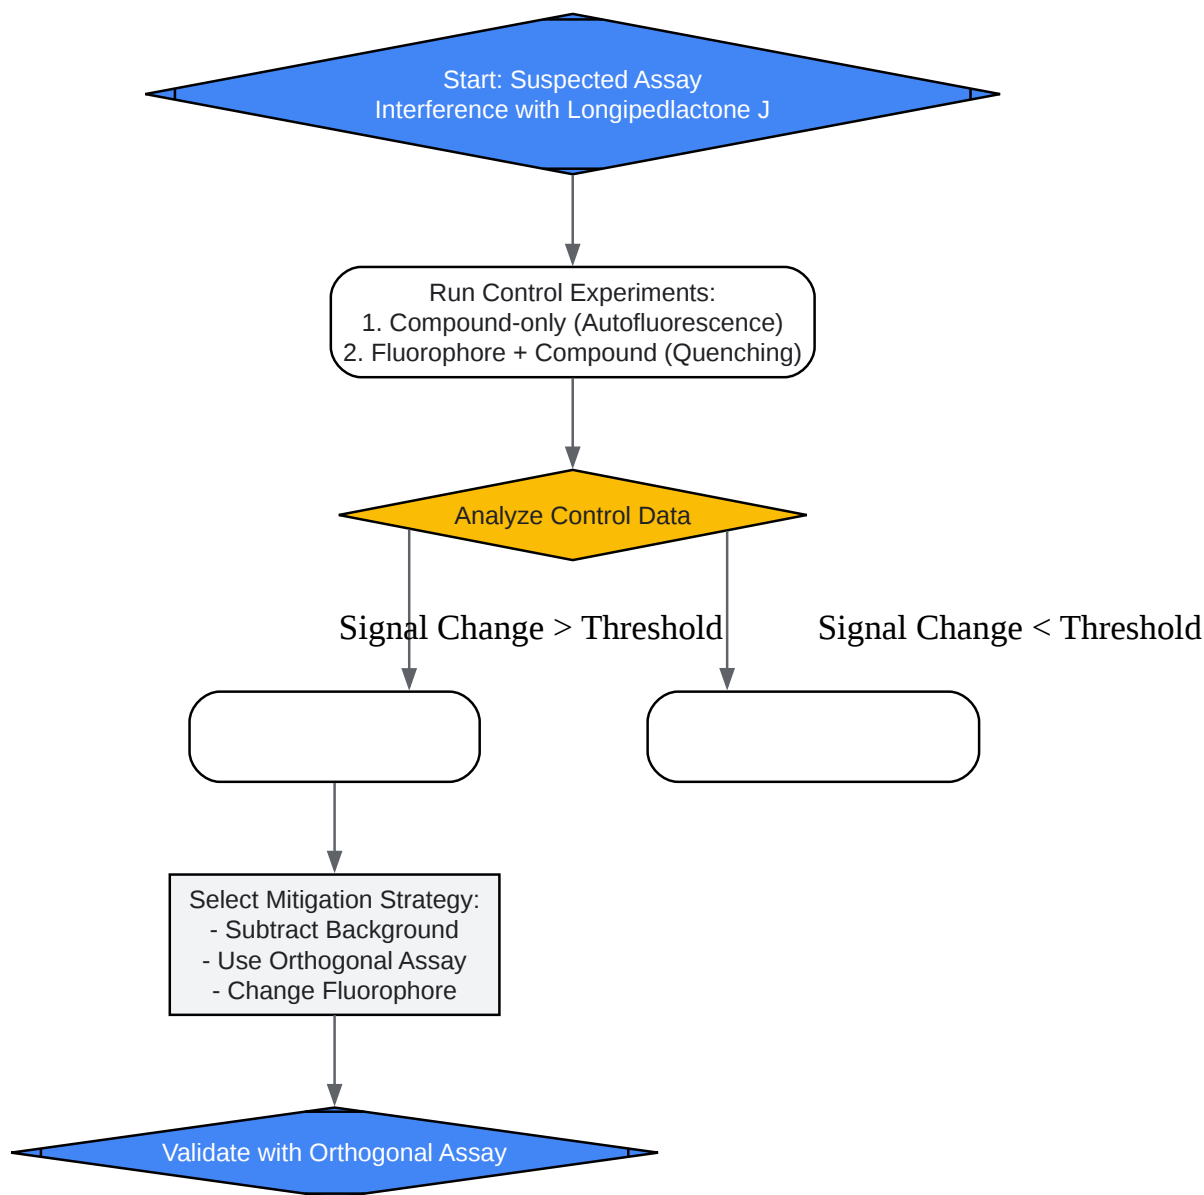 Start: Suspected Assay
Interference with Longipedlactone J
Run Control Experiments:
1. Compound-only (Autofluorescence)
2. Fluorophore + Compound (Quenching)
Analyze Control Data
Signal Change > Threshold
Signal Change < Threshold
Select Mitigation Strategy:
- Subtract Background
- Use Orthogonal Assay
- Change Fluorophore
Validate with Orthogonal Assay